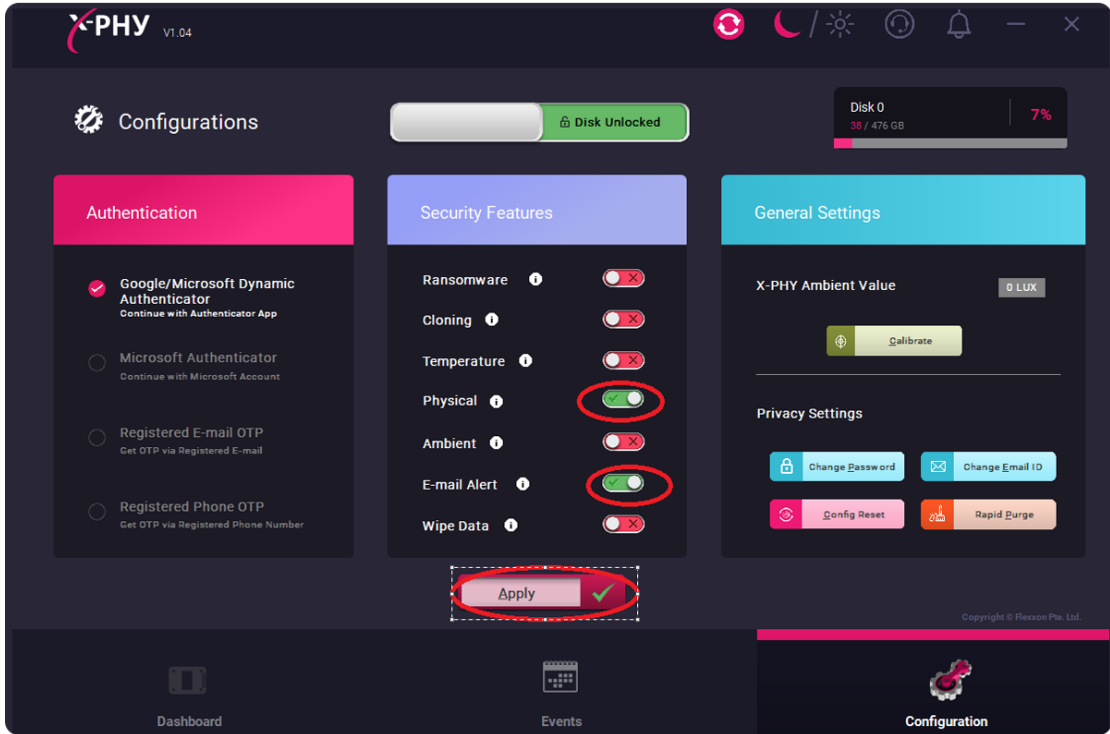 X-PHY V1.04
Configurations
Disk Unlocked
Disk 0
38 / 476 GB
7%
Authentication
Google/Microsoft Dynamic
Authenticator
Continue with Authenticator App
Microsoft Authenticator
Continue with Microsoft Account
Registered E-mail OTP
Get OTP via Registered E-mail
Registered Phone OTP
Get OTP via Registered Phone Number
Security Features
Ransomware
Cloning
Temperature
Physical
Ambient
E-mail Alert
Wipe Data
General Settings
X-PHY Ambient Value
0 LUX
Calibrate
Privacy Settings
Change Password
Change Email ID
Config Reset
Rapid Purge
Apply
Copyright © Flexxon Pte. Ltd.
Dashboard
Events
Configuration